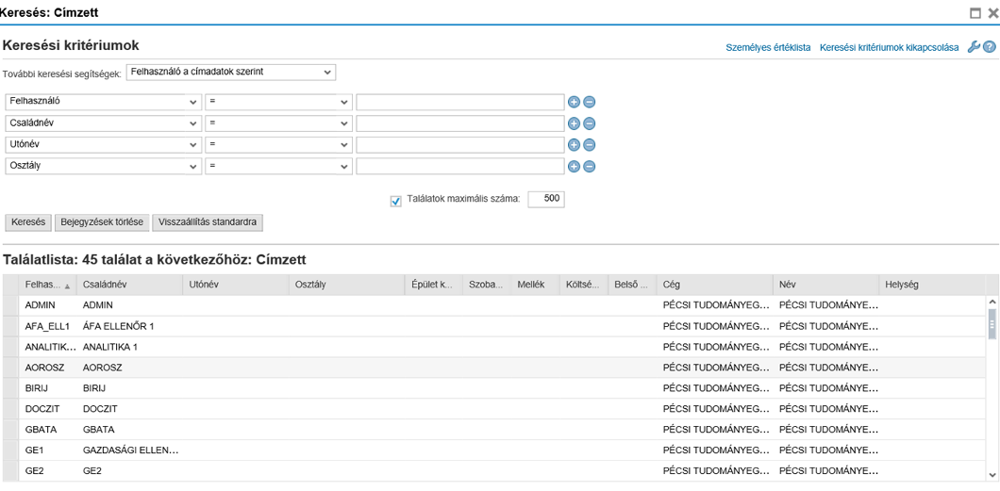 Keresés: Címzett
Keresési kritériumok
Személyes értéklista Keresési kritériumok kikapcsolása
További keresési segítségek: Felhasználó a címadatok szerint
Felhasználó =
Családnév =
Utónév =
Osztály =
Találatok maximális száma: 500
Keresés Bejegyzések törlése Visszaállítás standardra
Találatlista: 45 találat a következőhöz: Címzett
Felhas... Családnév Utónév Osztály Épület k... Szoba... Mellék Költsé... Belső ... Cég Név Helység
ADMIN ADMIN PÉCSI TUDOMÁNYEG... PÉCSI TUDOMÁNYE...
AFA_ELL1 ÁFA ELLENŐR 1 PÉCSI TUDOMÁNYEG... PÉCSI TUDOMÁNYE...
ANALITIK... ANALITIKA 1 PÉCSI TUDOMÁNYEG... PÉCSI TUDOMÁNYE...
AOROSZ AOROSZ PÉCSI TUDOMÁNYEG... PÉCSI TUDOMÁNYE...
BIRIJ BIRIJ PÉCSI TUDOMÁNYEG... PÉCSI TUDOMÁNYE...
DOCZIT DOCZIT PÉCSI TUDOMÁNYEG... PÉCSI TUDOMÁNYE...
GBATA GBATA PÉCSI TUDOMÁNYEG... PÉCSI TUDOMÁNYE...
GE1 GAZDASÁGI ELLEN... PÉCSI TUDOMÁNYEG... PÉCSI TUDOMÁNYE...
GE2 GE2 PÉCSI TUDOMÁNYEG... PÉCSI TUDOMÁNYE...